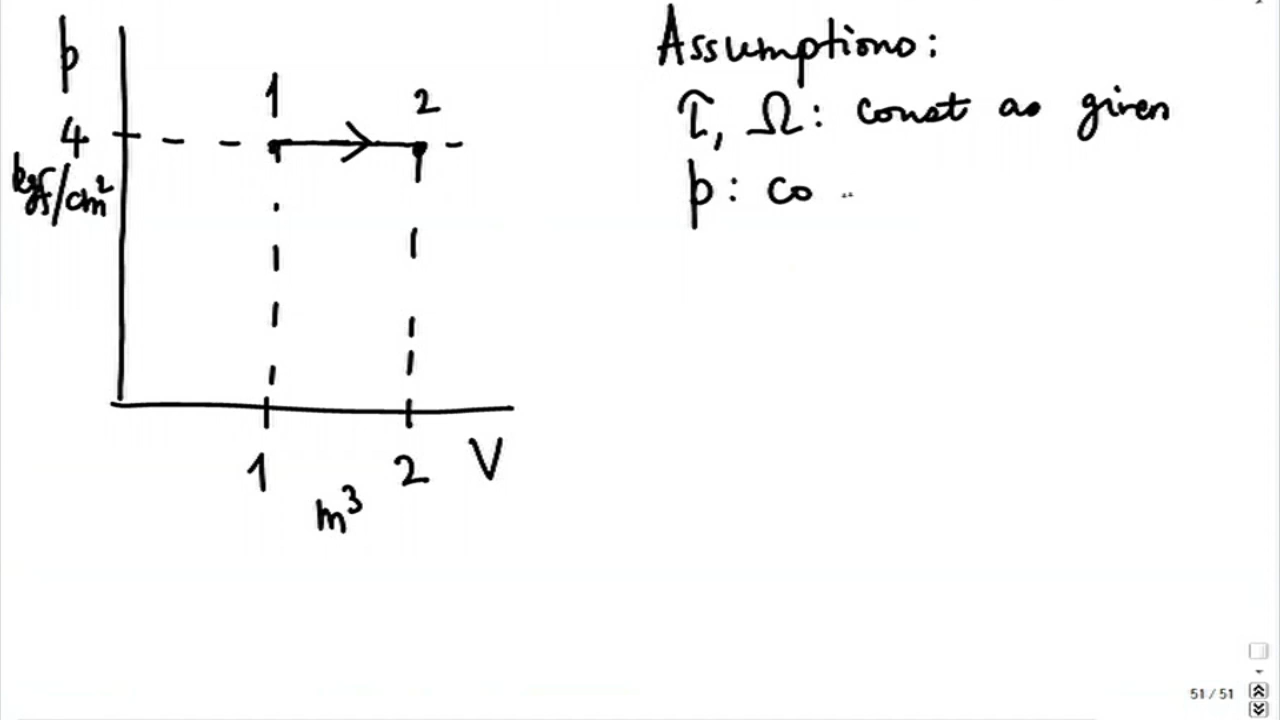 p
4
kgf/cm²
1 2
1 2 V
m³
Assumptions:
τ, Ω: const as given
p: co
51 / 51